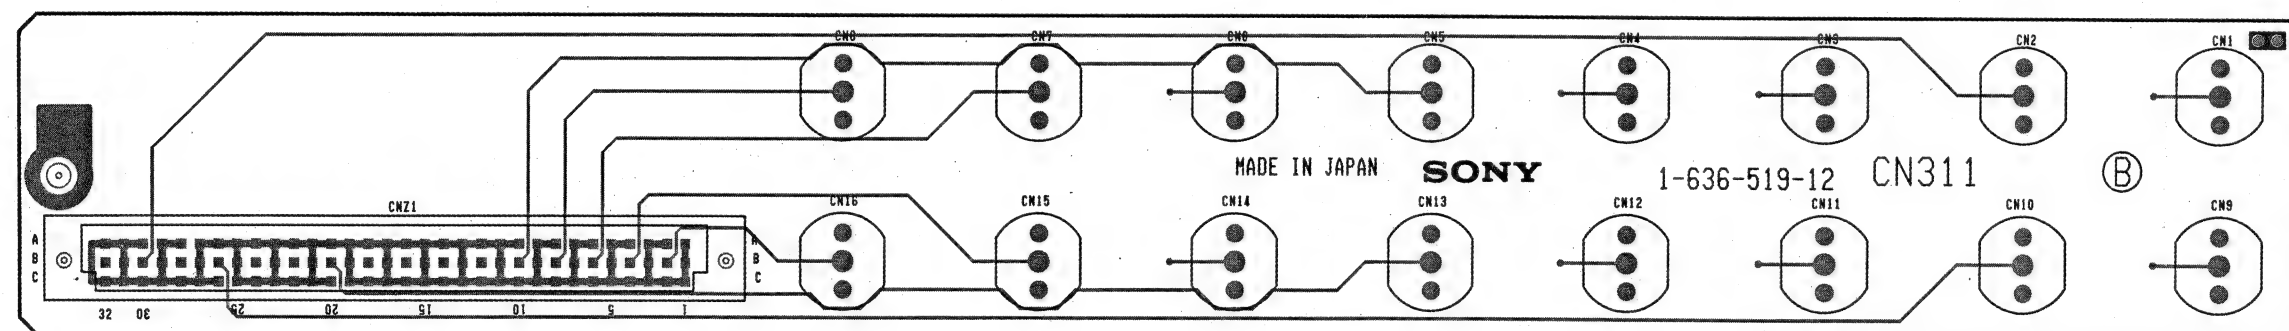 CN8 CN7 CN6 CN5 CN4 CN3 CN2 CN1
MADE IN JAPAN SONY 1-636-519-12 CN311 B
CNZ1 CN16 CN15 CN14 CN13 CN12 CN11 CN10 CN9
A A
B B
C C
32 30 25 20 15 10 5 1